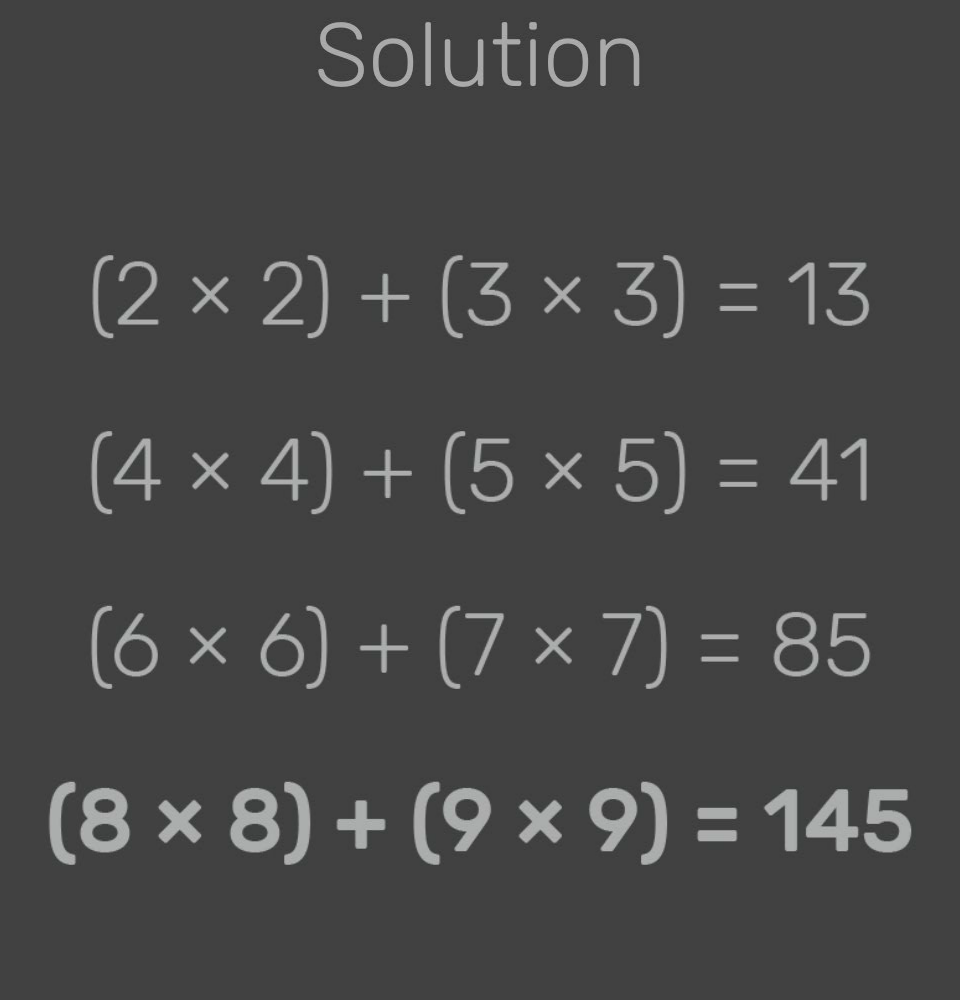 Solution
(2 × 2) + (3 × 3) = 13
(4 × 4) + (5 × 5) = 41
(6 × 6) + (7 × 7) = 85
(8 × 8) + (9 × 9) = 145